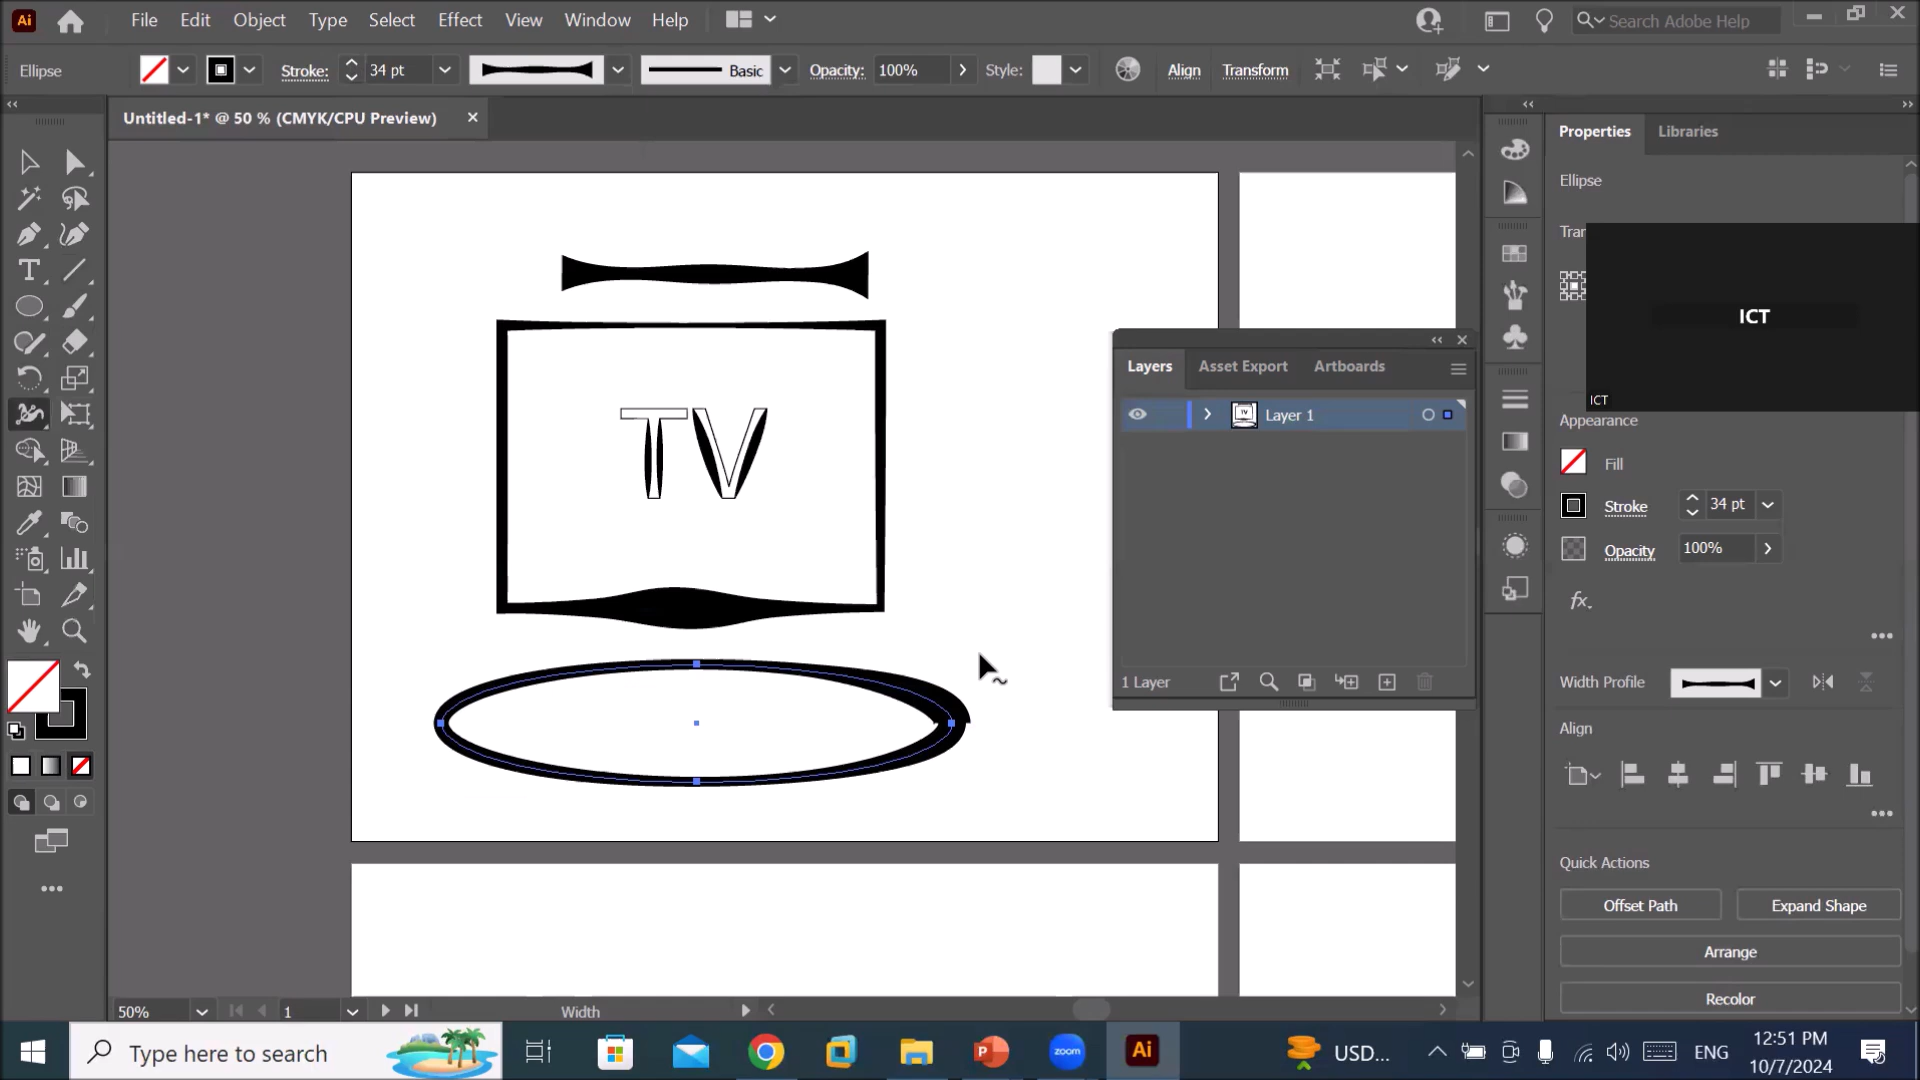 Ai
File Edit Object Type Select Effect View Window Help
Search Adobe Help
Ellipse
Stroke: 34 pt
Basic
Opacity: 100%
Style:
Align
Transform
Untitled-1* @ 50 % (CMYK/CPU Preview)
Properties
Libraries
Ellipse
Tran
ICT
ICT
Layers
Asset Export
Artboards
Layer 1
1 Layer
TV
Appearance
Fill
Stroke
34 pt
Opacity
100%
fx.
Width Profile
Align
Quick Actions
Offset Path
Expand Shape
Arrange
Recolor
50%
1
Width
Type here to search
zoom
Ai
USD...
ENG
12:51 PM
10/7/2024